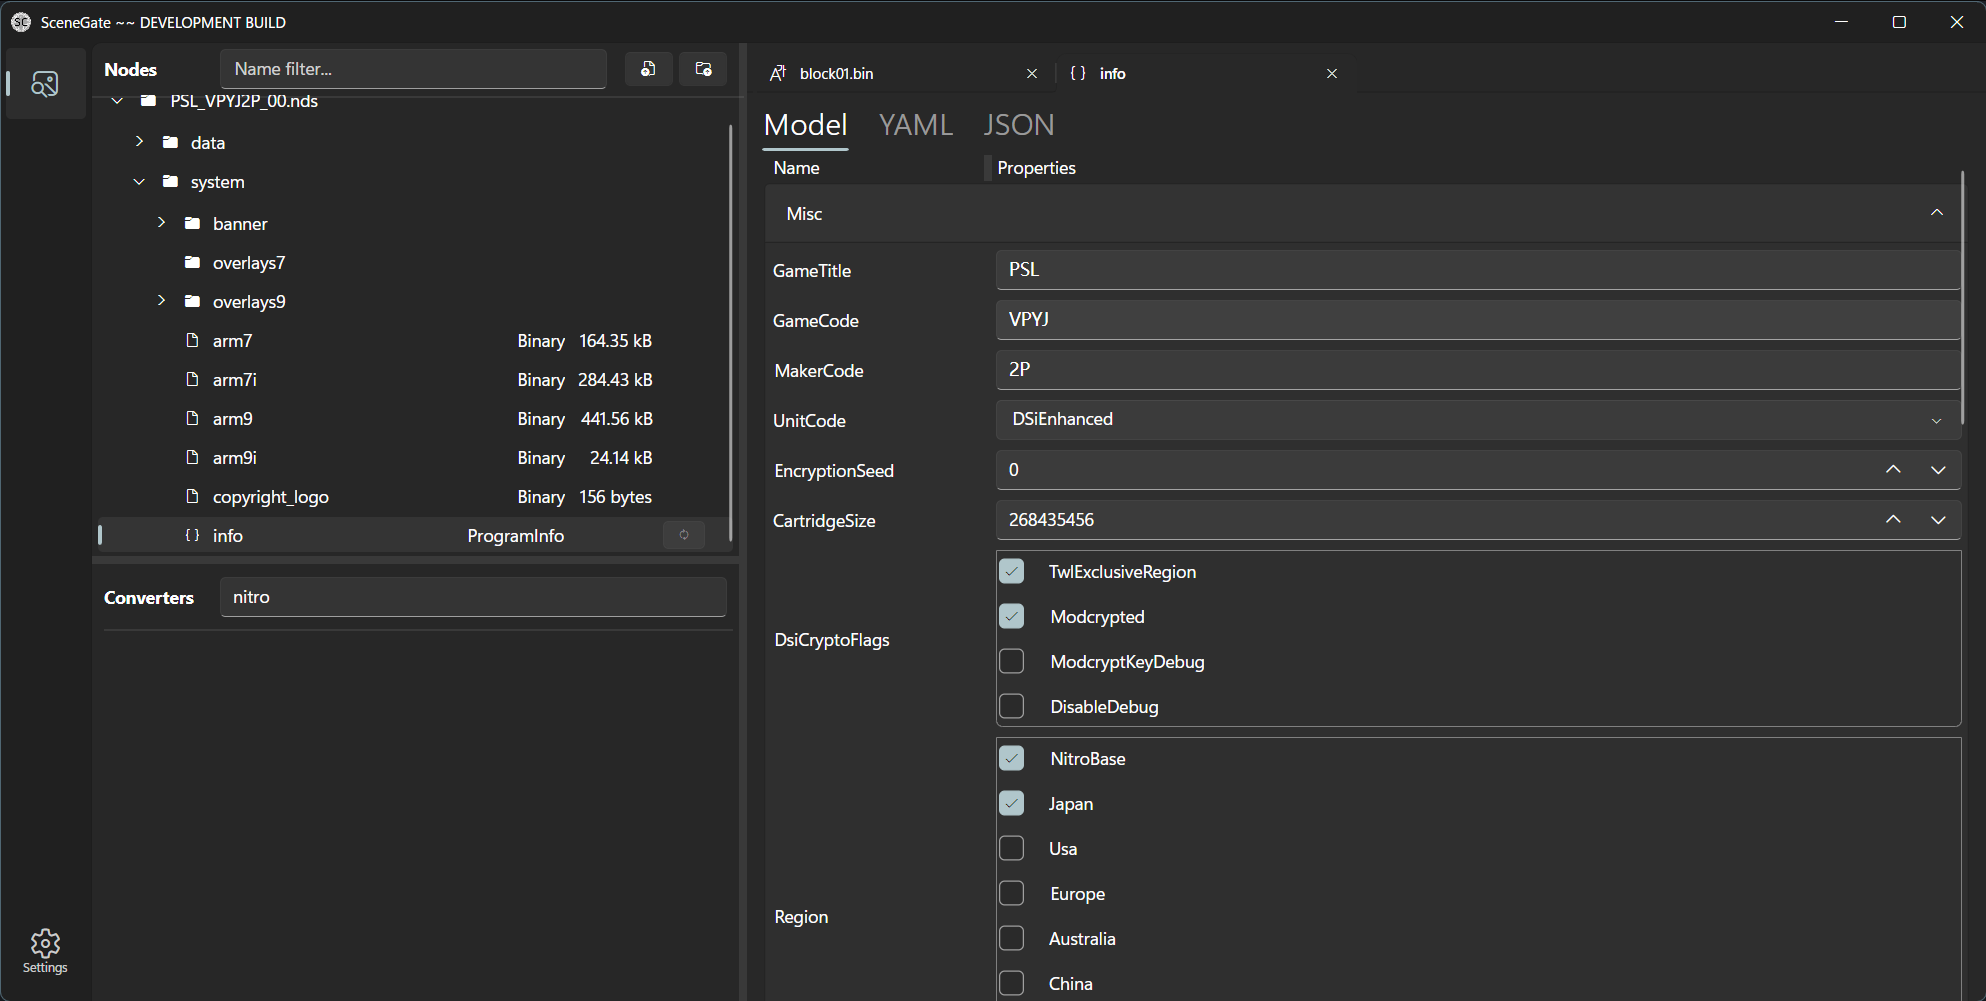 SC SceneGate ~~ DEVELOPMENT BUILD
Nodes
Name filter...
PSL_VPYJ2P_00.nds
data
system
banner
overlays7
overlays9
arm7 Binary 164.35 kB
arm7i Binary 284.43 kB
arm9 Binary 441.56 kB
arm9i Binary 24.14 kB
copyright_logo Binary 156 bytes
{ } info ProgramInfo
Converters
nitro
Settings
block01.bin
{ } info
Model YAML JSON
Name Properties
Misc
GameTitle PSL
GameCode VPYJ
MakerCode 2P
UnitCode DSiEnhanced
EncryptionSeed 0
CartridgeSize 268435456
DsiCryptoFlags
TwlExclusiveRegion
Modcrypted
ModcryptKeyDebug
DisableDebug
Region
NitroBase
Japan
Usa
Europe
Australia
China